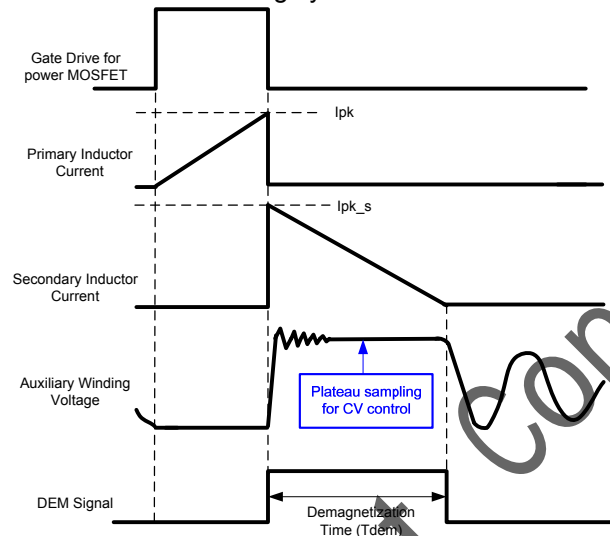 Gate Drive for
power MOSFET
Ipk
Primary Inductor
Current
Ipk_s
Secondary Inductor
Current
Auxiliary Winding
Voltage
Plateau sampling
for CV control
DEM Signal
Demagnetization
Time (Tdem)